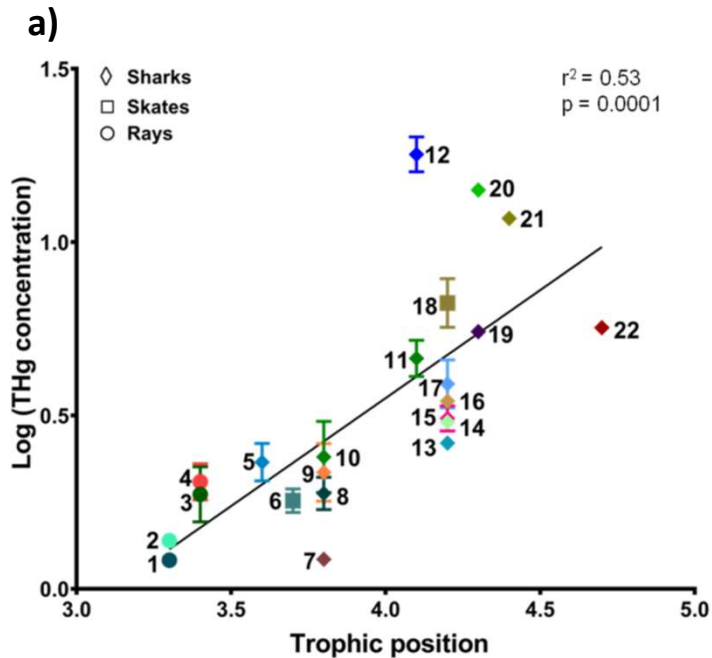 a)
1.5
Sharks
Skates
Rays
r² = 0.53
p = 0.0001
12
20
21
1.0
Log (THg concentration)
18
19
22
11
17
16
15
14
13
0.5
5
10
9
8
4
3
6
2
1
7
0.0
3.0 3.5 4.0 4.5 5.0
Trophic position